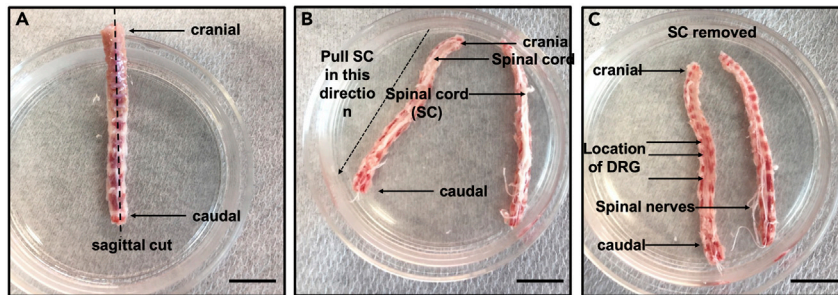 A
cranial
caudal
sagittal cut
B
Pull SC
in this
directio
n
crania
Spinal cord
Spinal cord
(SC)
caudal
C
SC removed
cranial
Location
of DRG
Spinal nerves
caudal